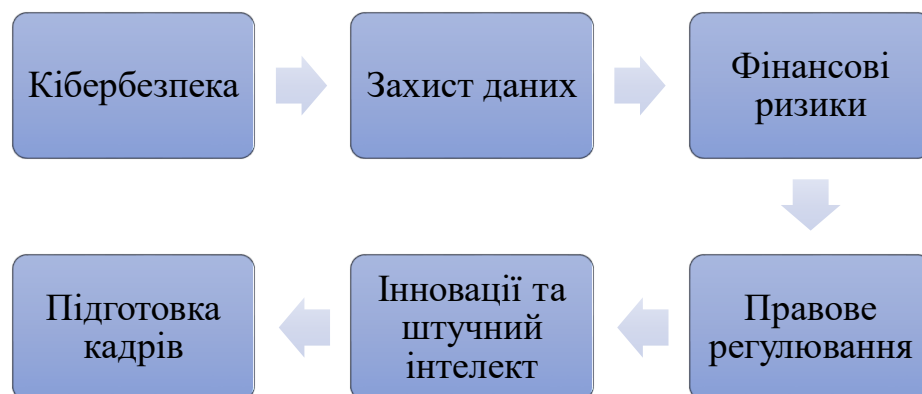 Кібербезпека
Захист даних
Фінансові
ризики
Правове
регулювання
Інновації та
штучний
інтелект
Підготовка
кадрів